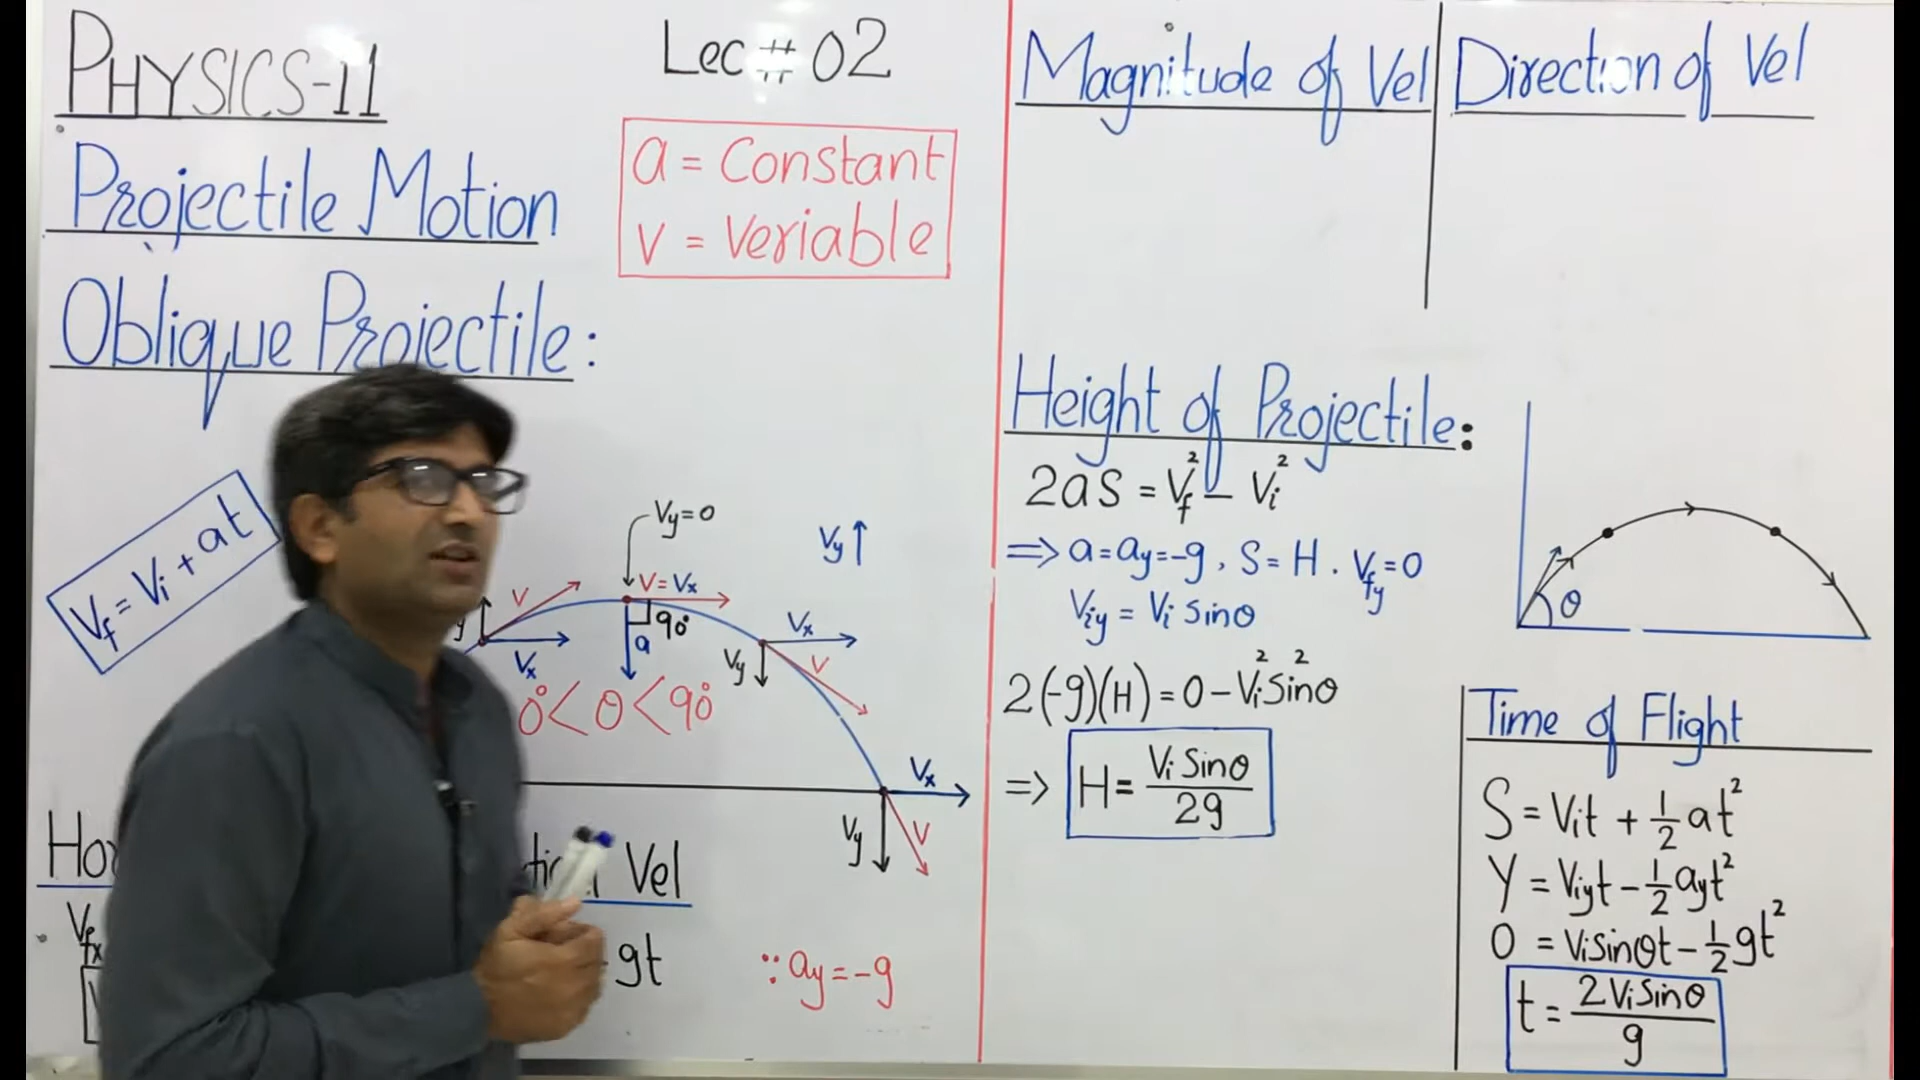 PHYSICS-11
Lec # 02
Projectile Motion
a = Constant
v = Veriable
Oblique Projectile:
Vf = Vi + at
Vy=0
Vy
V
V=Vx
Vx
90°
a
Vx
Vy
V
0°<θ<90°
Vx
Vy
V
Vel
gt
∵ ay=-g
Magnitude of Vel
Direction of Vel
Height of Projectile:
2aS = Vf² - Vi²
⇒ a=ay=-g, S=H. Vfy=0
Viy = Vi Sinθ
2(-g)(H)=0-Vi²Sin²θ
⇒ H= Vi Sinθ / 2g
θ
Time of Flight
S=Vit + 1/2 at²
Y =Viyt - 1/2 ayt²
0 =ViSinθt - 1/2 gt²
t= 2ViSinθ / g